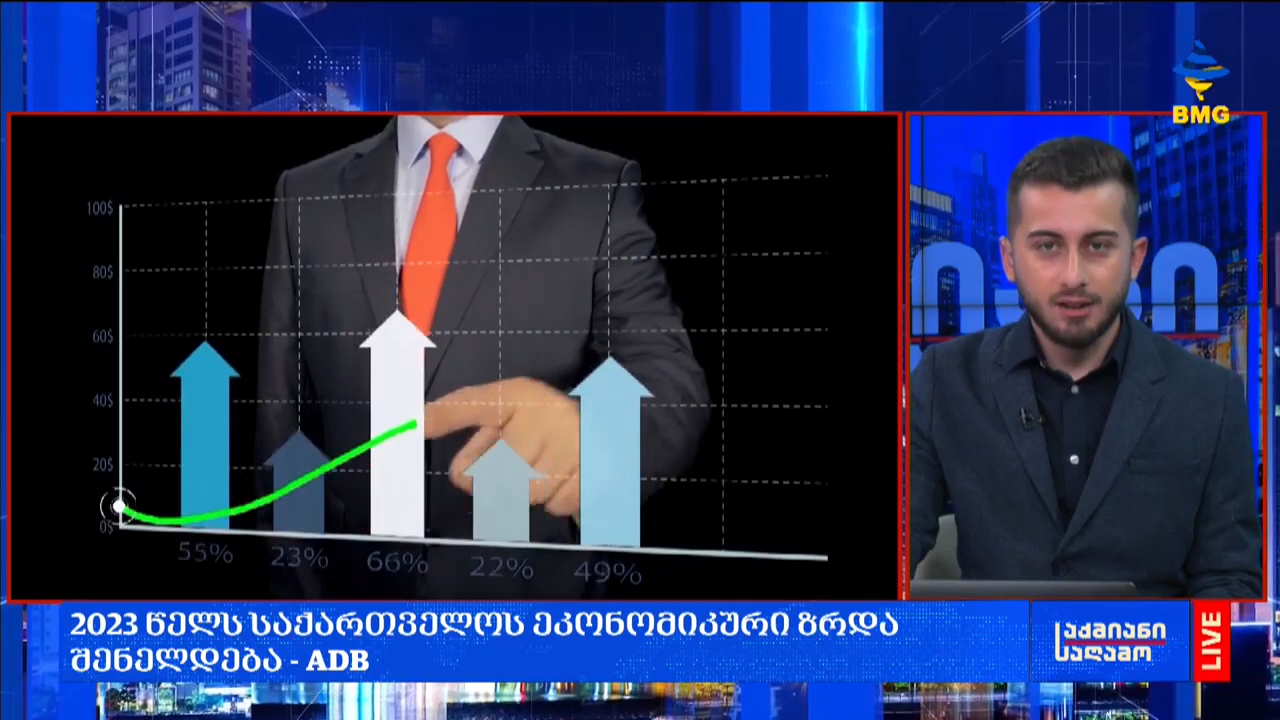 BMG
100$
80$
60$
40$
20$
0$
55% 23% 66% 22% 49%
2023 წელს საქართველოს ეკონომიკური ზრდა
შენელდება - ADB
საქმიანი
საღამო
LIVE